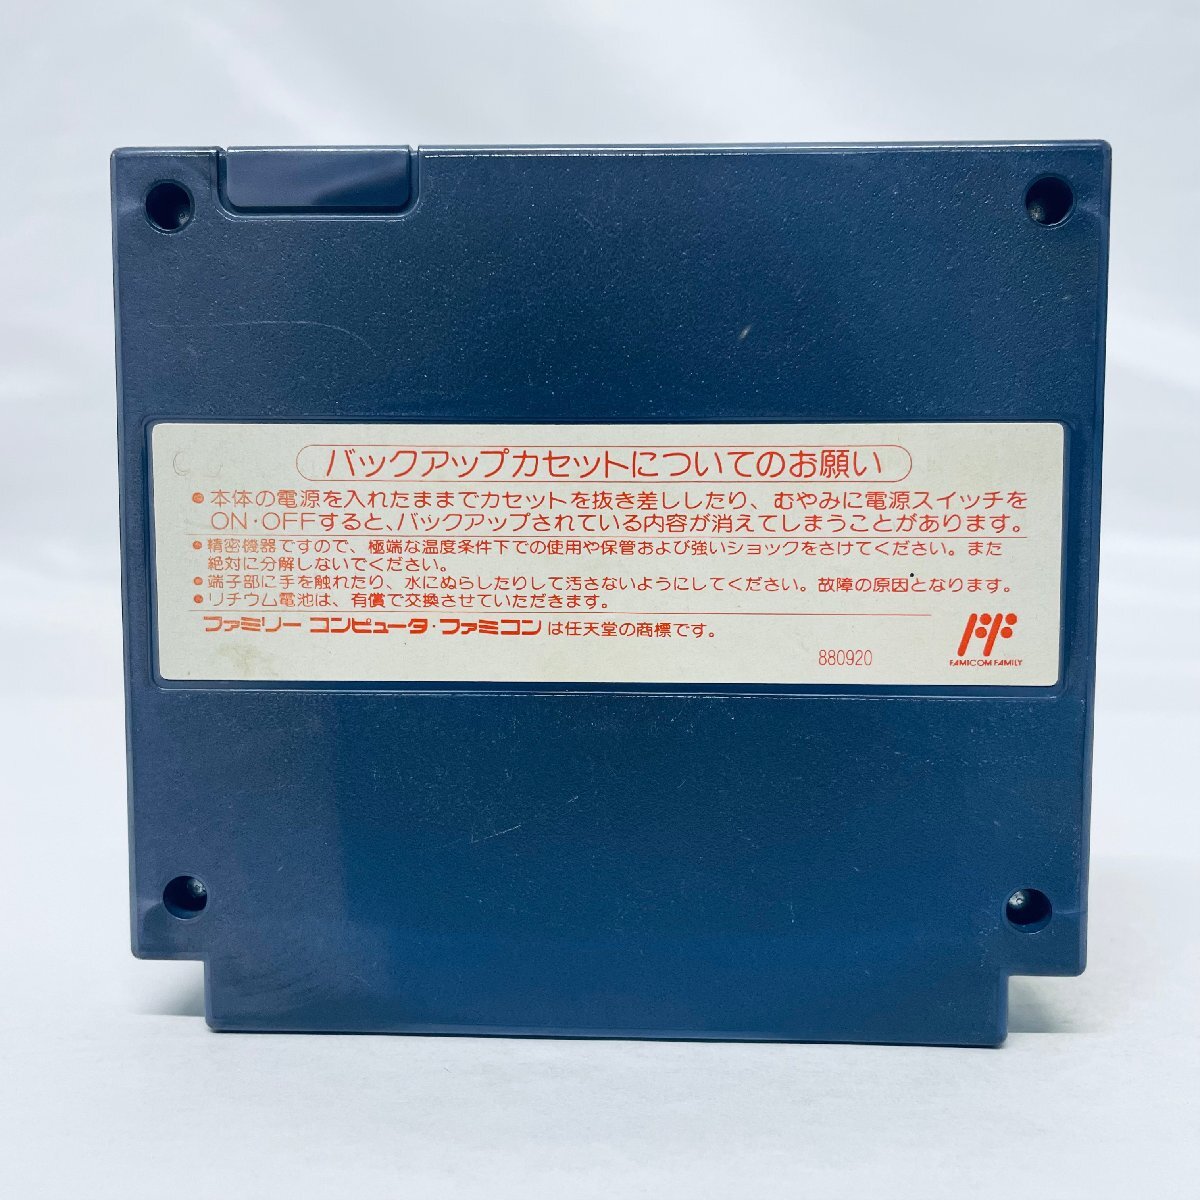 バックアップカセットについてのお願い
● 本体の電源を入れたままでカセットを抜き差ししたり、むやみに電源スイッチを
ON・OFFすると、バックアップされている内容が消えてしまうことがあります。
● 精密機器ですので、極端な温度条件下での使用や保管および強いショックをさけてください。また
絶対に分解しないでください。
● 端子部に手を触れたり、水にぬらしたりして汚さないようにしてください。故障の原因となります。
● リチウム電池は、有償で交換させていただきます。
ファミリー コンピュータ・ファミコン は任天堂の商標です。
880920
FF
FAMICOM FAMILY